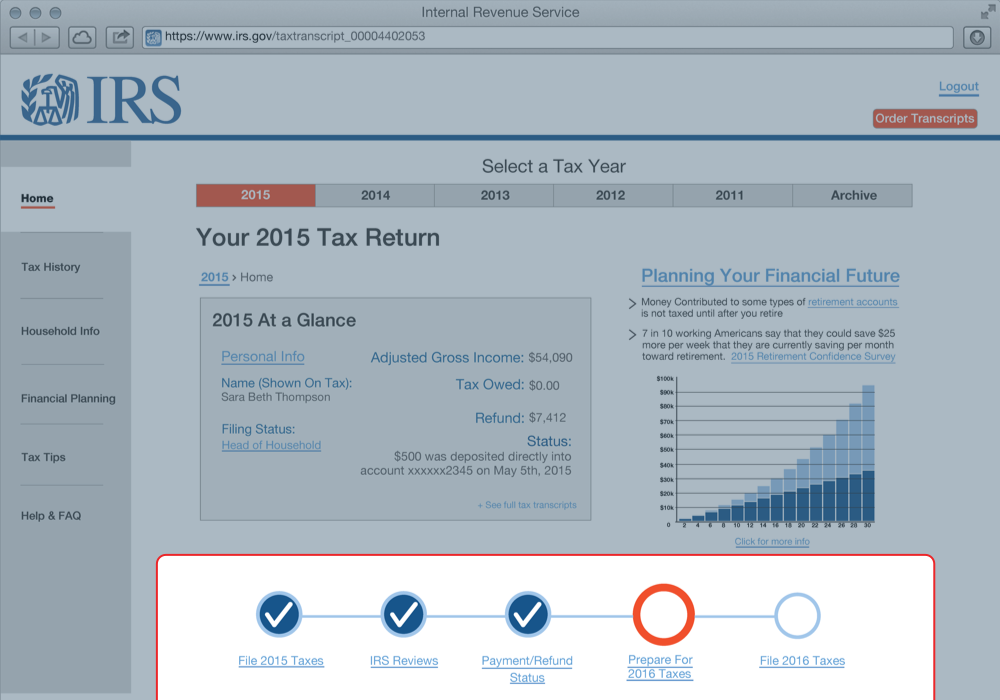 Internal Revenue Service
https://www.irs.gov/taxtranscript_00004402053
IRS
Logout
Order Transcripts
Home
Tax History
Household Info
Financial Planning
Tax Tips
Help & FAQ
Select a Tax Year
2015 2014 2013 2012 2011 Archive
Your 2015 Tax Return
2015 › Home
2015 At a Glance
Personal Info
Name (Shown On Tax):
Sara Beth Thompson
Filing Status:
Head of Household
Adjusted Gross Income: $54,090
Tax Owed: $0.00
Refund: $7,412
Status:
$500 was deposited directly into
account xxxxxx2345 on May 5th, 2015
+ See full tax transcripts
Planning Your Financial Future
Money Contributed to some types of retirement accounts
is not taxed until after you retire
7 in 10 working Americans say that they could save $25
more per week that they are currently saving per month
toward retirement. 2015 Retirement Confidence Survey
$100k
$90k
$80k
$70k
$60k
$50k
$40k
$30k
$20k
$10k
0 2 4 6 8 10 12 14 16 18 20 22 24 26 28 30
Click for more info
File 2015 Taxes
IRS Reviews
Payment/Refund
Status
Prepare For
2016 Taxes
File 2016 Taxes